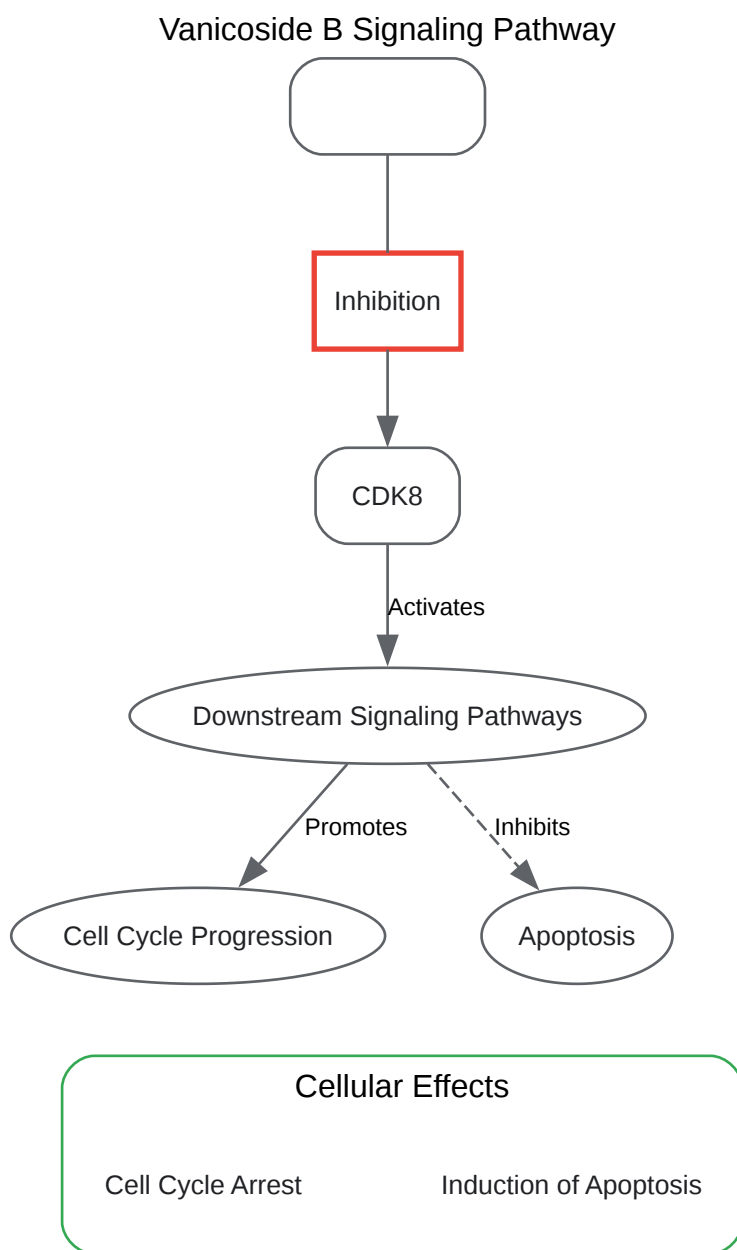 Vanicoside B Signaling Pathway
Inhibition
CDK8
Activates
Downstream Signaling Pathways
Promotes
Inhibits
Cell Cycle Progression
Apoptosis
Cellular Effects
Cell Cycle Arrest
Induction of Apoptosis